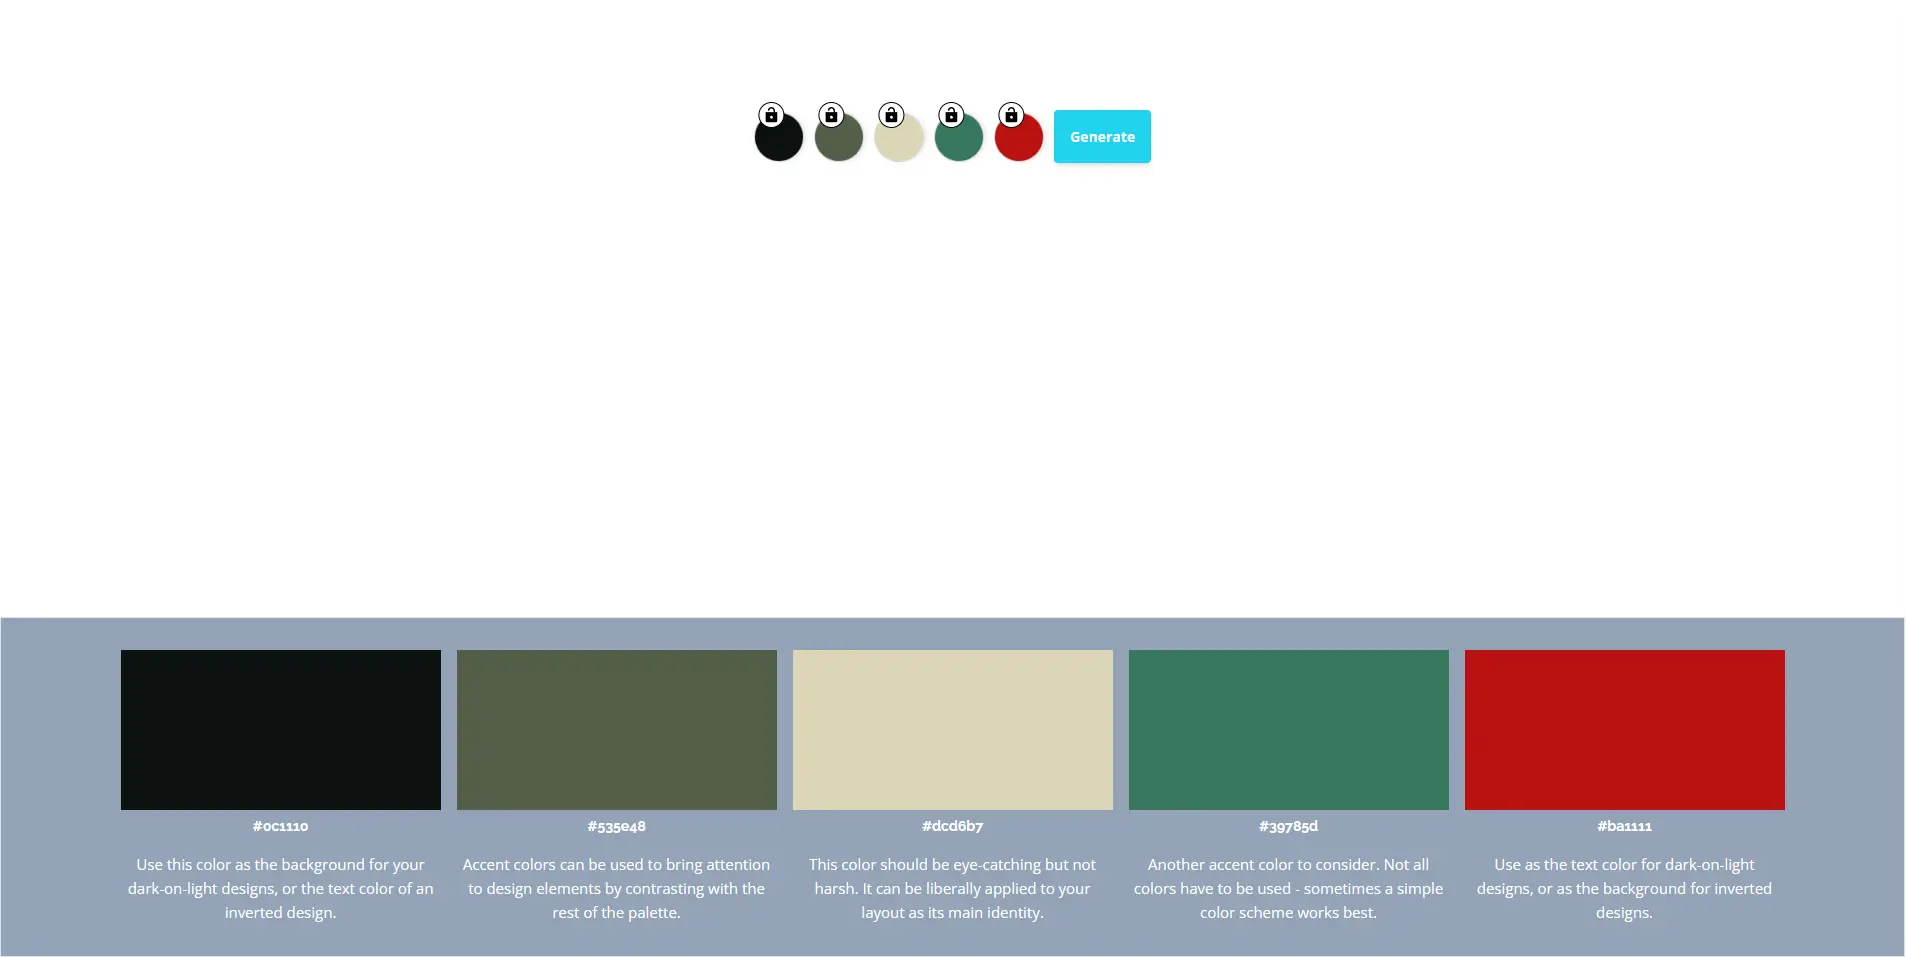 Generate
#0c1110
#535e48
#dcd6b7
#39785d
#ba1111
Use this color as the background for your
dark-on-light designs, or the text color of an
inverted design.
Accent colors can be used to bring attention
to design elements by contrasting with the
rest of the palette.
This color should be eye-catching but not
harsh. It can be liberally applied to your
layout as its main identity.
Another accent color to consider. Not all
colors have to be used - sometimes a simple
color scheme works best.
Use as the text color for dark-on-light
designs, or as the background for inverted
designs.